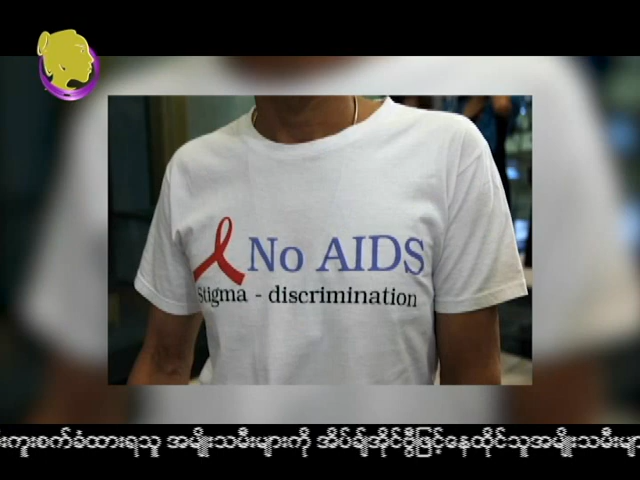 No AIDS
Stigma - discrimination
းကူးစက်ခံထားရသူ အမျိုးသမီးများကို အိပ်ချ်အိုင်ဗွီဖြင့်နေထိုင်သူအမျိုးသမီးမျာ